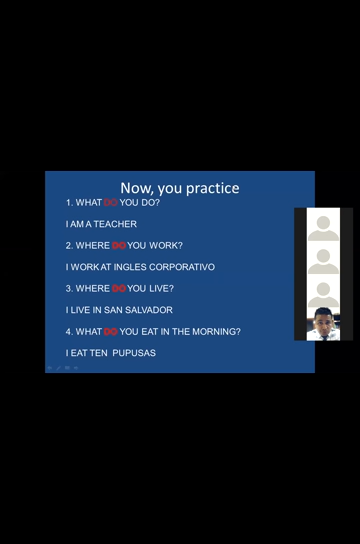 Now, you practice
1. WHAT DO YOU DO?
I AM A TEACHER
2. WHERE DO YOU WORK?
I WORK AT INGLES CORPORATIVO
3. WHERE DO YOU LIVE?
I LIVE IN SAN SALVADOR
4. WHAT DO YOU EAT IN THE MORNING?
I EAT TEN PUPUSAS